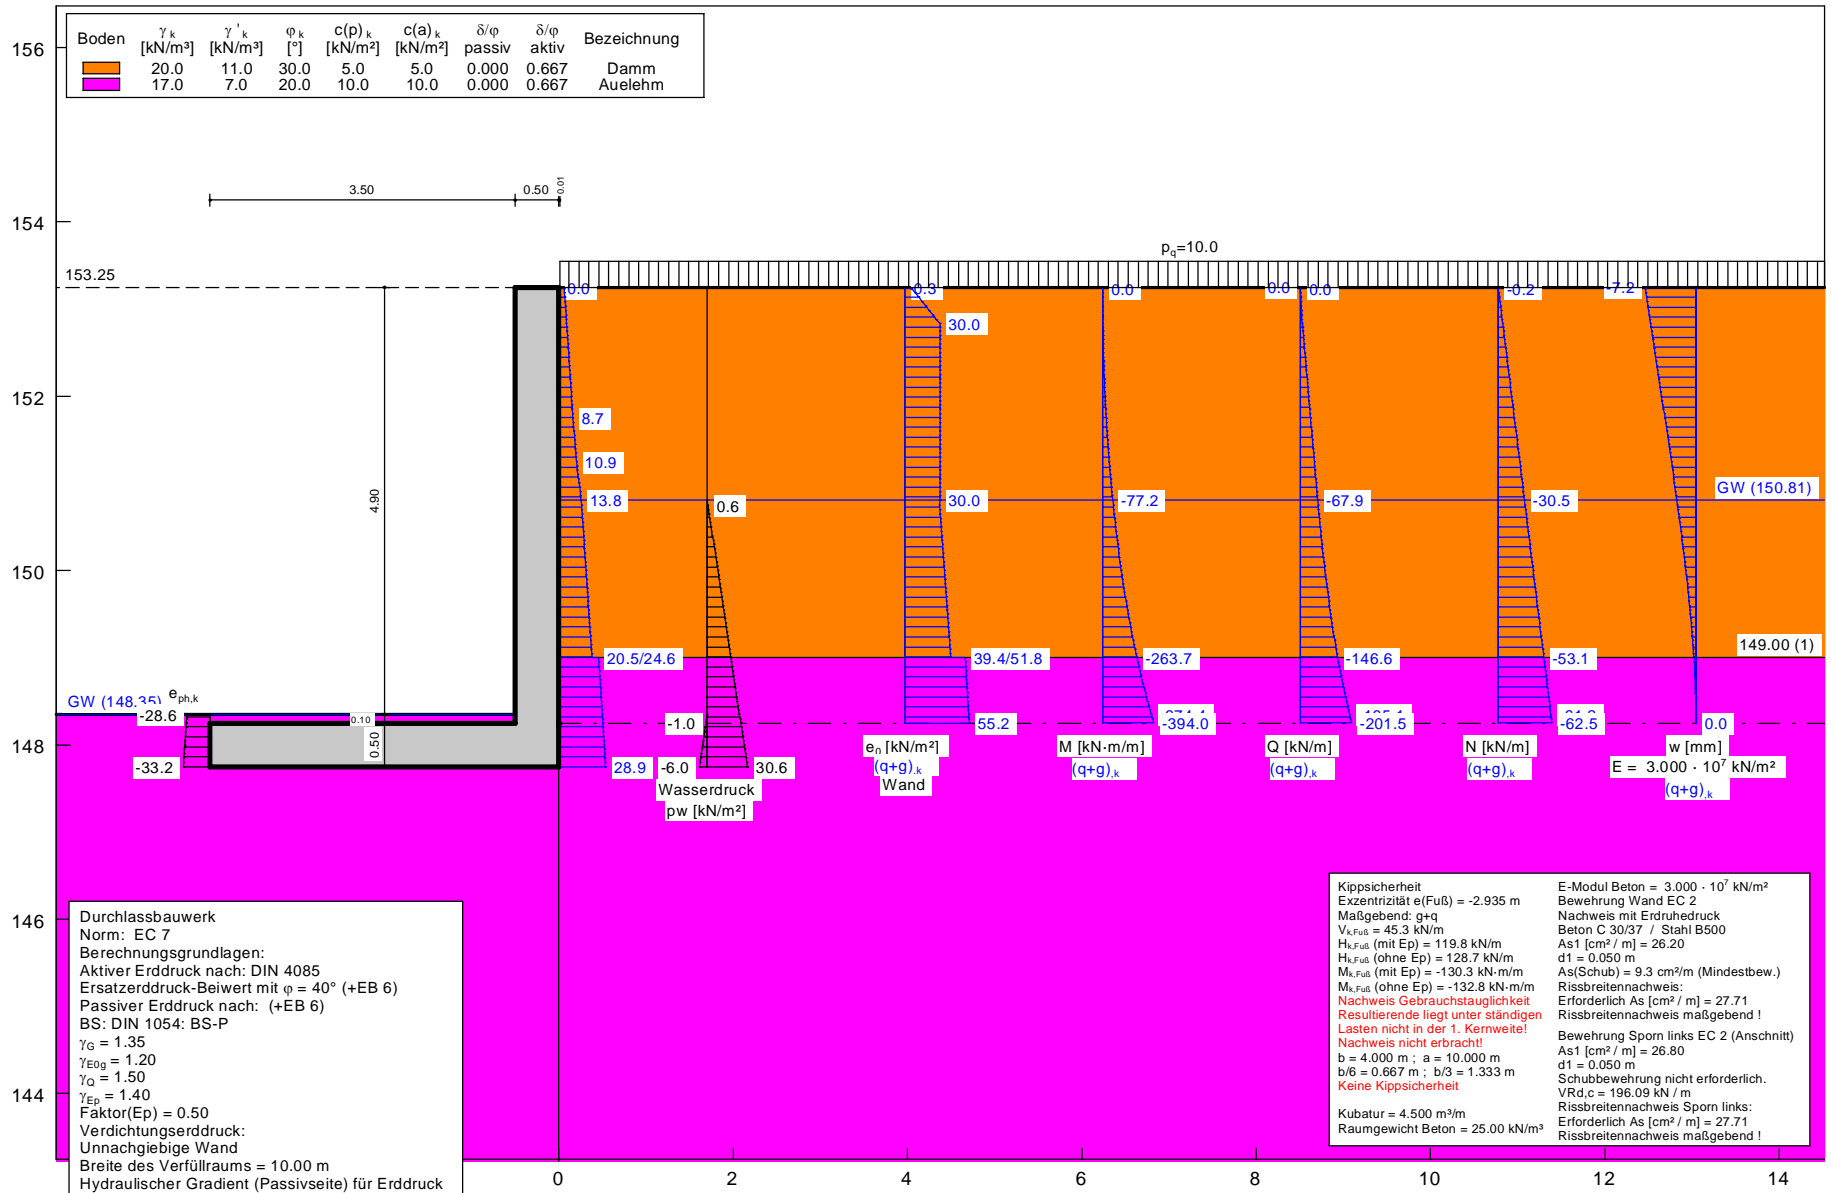 Boden γk γ'k φk c(p)k c(a)k δ/φ δ/φ Bezeichnung
[kN/m³] [kN/m³] [°] [kN/m²] [kN/m²] passiv aktiv
20.0 11.0 30.0 5.0 5.0 0.000 0.667 Damm
17.0 7.0 20.0 10.0 10.0 0.000 0.667 Auelehm
156
154
152
150
148
146
144
3.50 0.50 0.01
pq=10.0
153.25
0.0 0.3 0.0 0.0 0.0 -0.2 -7.2
30.0
8.7
10.9
4.90
13.8 0.6 30.0 -77.2 -67.9 -30.5
GW (150.81)
149.00 (1)
20.5/24.6 39.4/51.8 -263.7 -146.6 -53.1
GW (148.35) eph,k
-28.6 0.10 -1.0 55.2 -394.0 -201.5 -62.5 0.0
0.50
-33.2 28.9 -6.0 30.6
Wasserdruck
pw [kN/m²]
e0 [kN/m²]
(q+g),k
Wand
M [kN·m/m]
(q+g),k
Q [kN/m]
(q+g),k
N [kN/m]
(q+g),k
w [mm]
E = 3.000 · 10⁷ kN/m²
(q+g),k
Durchlassbauwerk
Norm: EC 7
Berechnungsgrundlagen:
Aktiver Erddruck nach: DIN 4085
Ersatzerddruck-Beiwert mit φ = 40° (+EB 6)
Passiver Erddruck nach: (+EB 6)
BS: DIN 1054: BS-P
γG = 1.35
γE0g = 1.20
γQ = 1.50
γEp = 1.40
Faktor(Ep) = 0.50
Verdichtungserddruck:
Unnachgiebige Wand
Breite des Verfüllraums = 10.00 m
Hydraulischer Gradient (Passivseite) für Erddruck
Kippsicherheit
Exzentrizität e(Fuß) = -2.935 m
Maßgebend: g+q
Vk,Fuß = 45.3 kN/m
Hk,Fuß (mit Ep) = 119.8 kN/m
Hk,Fuß (ohne Ep) = 128.7 kN/m
Mk,Fuß (mit Ep) = -130.3 kN·m/m
Mk,Fuß (ohne Ep) = -132.8 kN·m/m
Nachweis Gebrauchstauglichkeit
Resultierende liegt unter ständigen
Lasten nicht in der 1. Kernweite!
Nachweis nicht erbracht!
b = 4.000 m ; a = 10.000 m
b/6 = 0.667 m ; b/3 = 1.333 m
Keine Kippsicherheit
Kubatur = 4.500 m³/m
Raumgewicht Beton = 25.00 kN/m³
E-Modul Beton = 3.000 · 10⁷ kN/m²
Bewehrung Wand EC 2
Nachweis mit Erdruhedruck
Beton C 30/37 / Stahl B500
As1 [cm² / m] = 26.20
d1 = 0.050 m
As(Schub) = 9.3 cm²/m (Mindestbew.)
Rissbreitennachweis:
Erforderlich As [cm² / m] = 27.71
Rissbreitennachweis maßgebend !
Bewehrung Sporn links EC 2 (Anschnitt)
As1 [cm² / m] = 26.80
d1 = 0.050 m
Schubbewehrung nicht erforderlich.
VRd,c = 196.09 kN / m
Rissbreitennachweis Sporn links:
Erforderlich As [cm² / m] = 27.71
Rissbreitennachweis maßgebend !
0 2 4 6 8 10 12 14